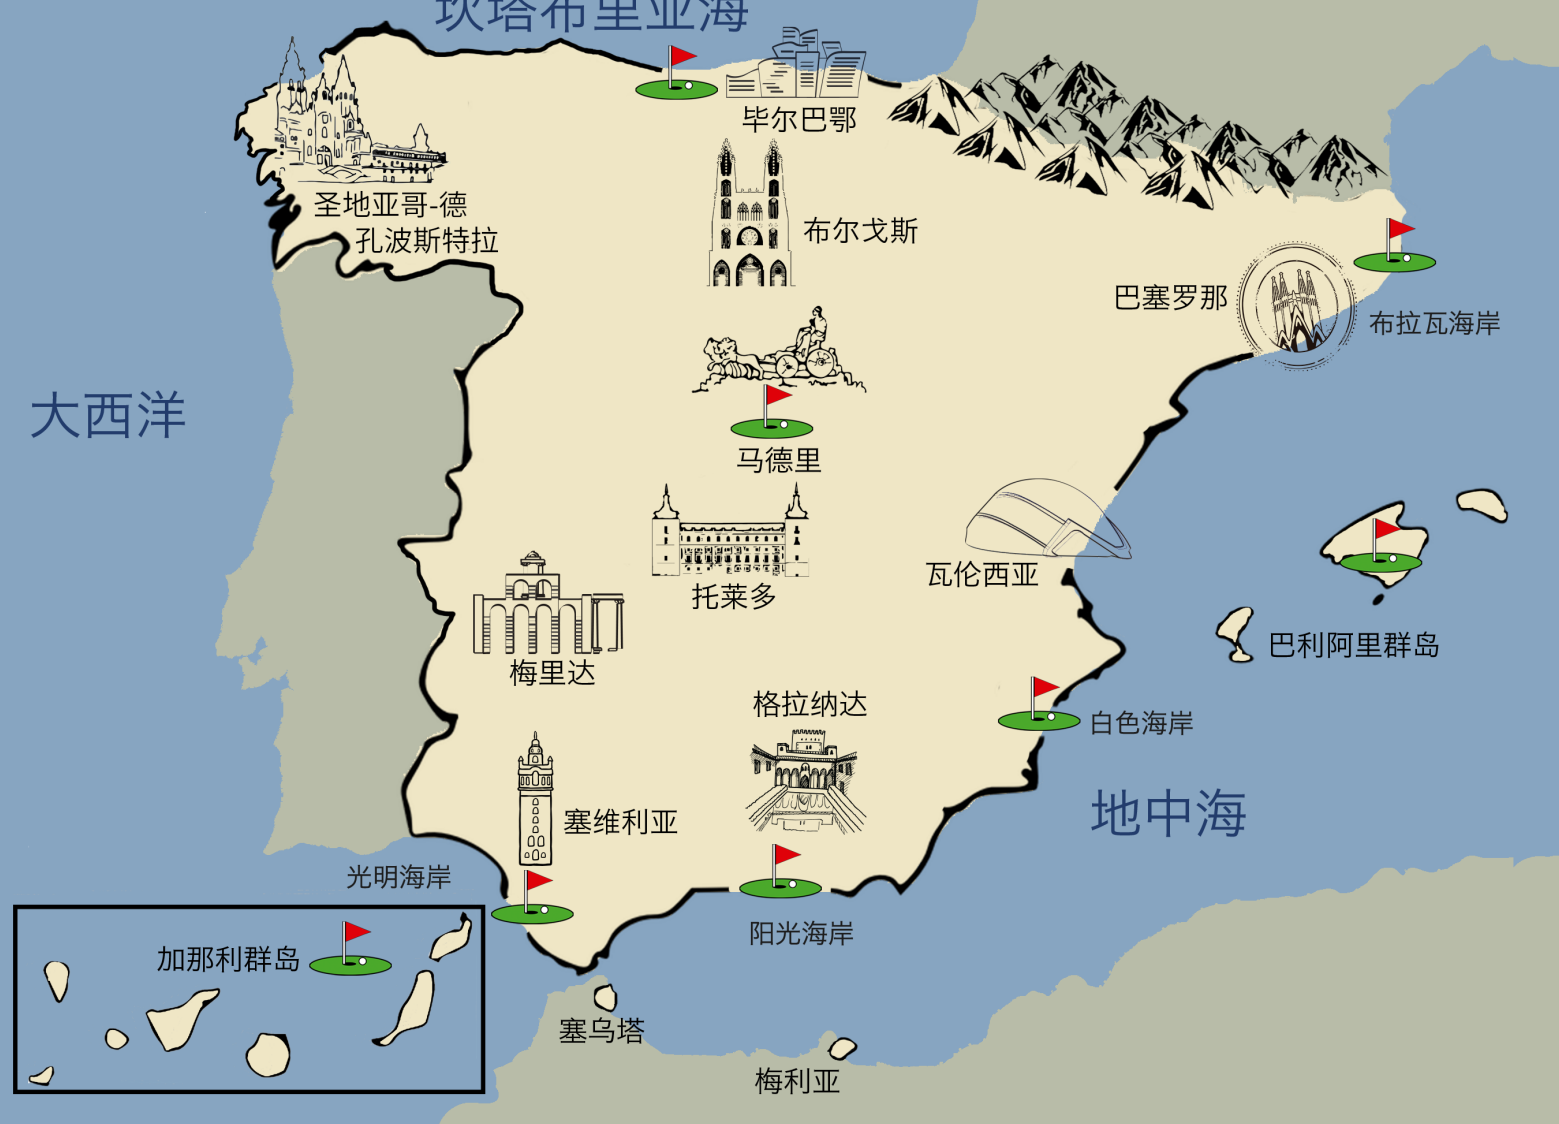 坎塔布里亚海
毕尔巴鄂
圣地亚哥-德
孔波斯特拉
布尔戈斯
巴塞罗那
布拉瓦海岸
大西洋
马德里
瓦伦西亚
托莱多
巴利阿里群岛
梅里达
格拉纳达
白色海岸
塞维利亚
地中海
光明海岸
阳光海岸
加那利群岛
塞乌塔
梅利亚